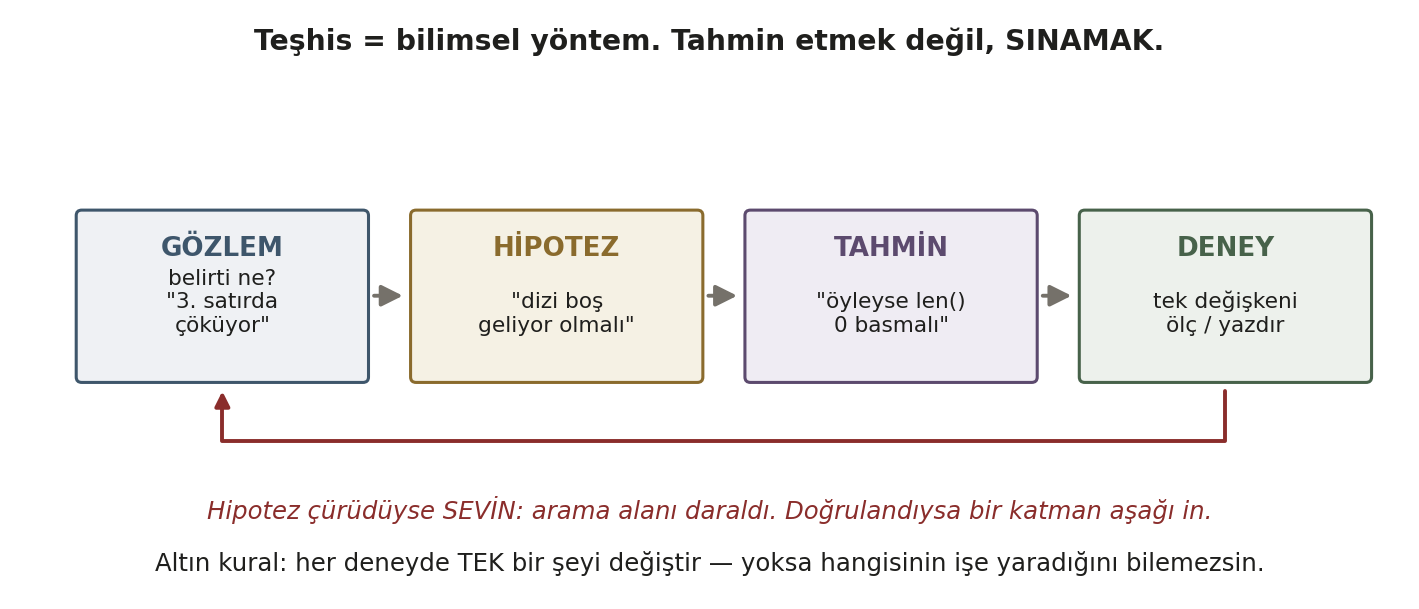 Teşhis = bilimsel yöntem. Tahmin etmek değil, SINAMAK.
GÖZLEM
belirti ne?
"3. satırda
çöküyor"
HİPOTEZ
"dizi boş
geliyor olmalı"
TAHMİN
"öyleyse len()
0 basmalı"
DENEY
tek değişkeni
ölç / yazdır
Hipotez çürüdüyse SEVİN: arama alanı daraldı. Doğrulandıysa bir katman aşağı in.
Altın kural: her deneyde TEK bir şeyi değiştir — yoksa hangisinin işe yaradığını bilemezsin.